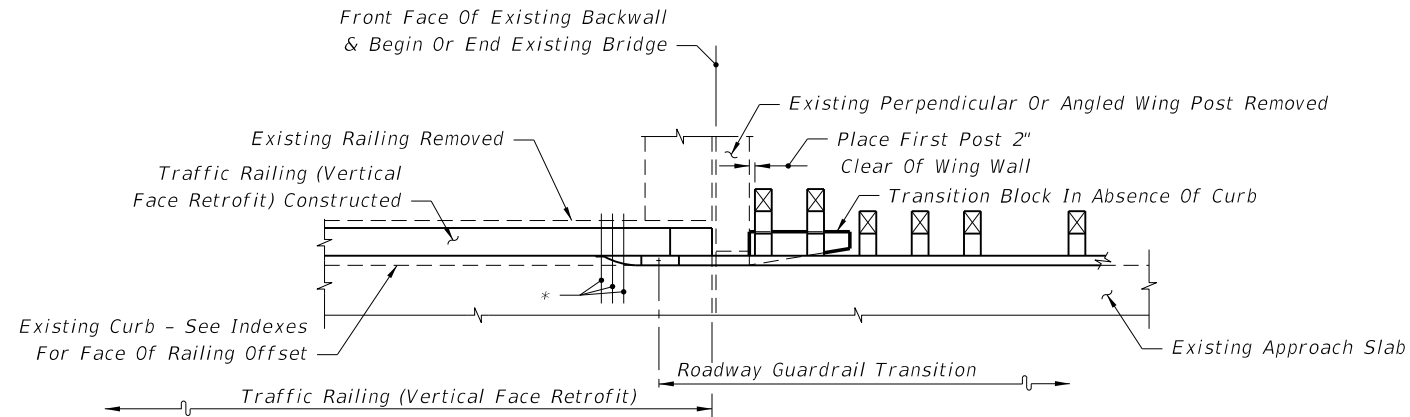 Front Face Of Existing Backwall
& Begin Or End Existing Bridge
Existing Perpendicular Or Angled Wing Post Removed
Existing Railing Removed
Place First Post 2"
Clear Of Wing Wall
Traffic Railing (Vertical
Face Retrofit) Constructed
Transition Block In Absence Of Curb
*
Existing Curb - See Indexes
For Face Of Railing Offset
Existing Approach Slab
Roadway Guardrail Transition
Traffic Railing (Vertical Face Retrofit)